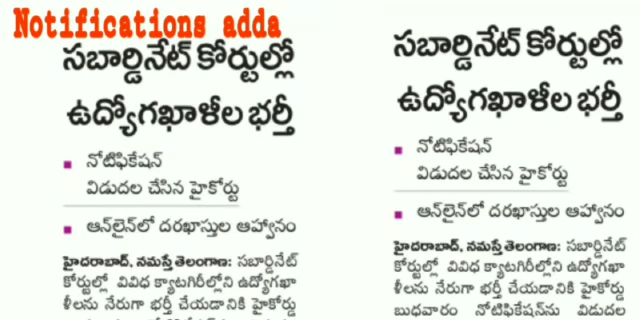 Notifications adda
సబార్డినేట్ కోర్టుల్లో
ఉద్యోగఖాళీల భర్తీ
నోటిఫికేషన్
విడుదల చేసిన హైకోర్టు
ఆన్‌లైన్‌లో దరఖాస్తుల ఆహ్వానం
హైదరాబాద్, నమస్తే తెలంగాణ: సబార్డినేట్
కోర్టుల్లో వివిధ క్యాటగిరీల్లోని ఉద్యోగఖా
ళీలను నేరుగా భర్తీ చేయడానికి హైకోర్డు
సబార్డినేట్ కోర్టుల్లో
ఉద్యోగఖాళీల భర్తీ
నోటిఫికేషన్
విడుదల చేసిన హైకోర్టు
ఆన్‌లైన్‌లో దరఖాస్తుల ఆహ్వానం
హైదరాబాద్, నమస్తే తెలంగాణ: సబార్డినేట్
కోర్టుల్లో వివిధ క్యాటగిరీల్లోని ఉద్యోగఖా
ళీలను నేరుగా భర్తీ చేయడానికి హైకోర్డు
బుధవారం నోటిఫికేషన్‌ను విడుదల